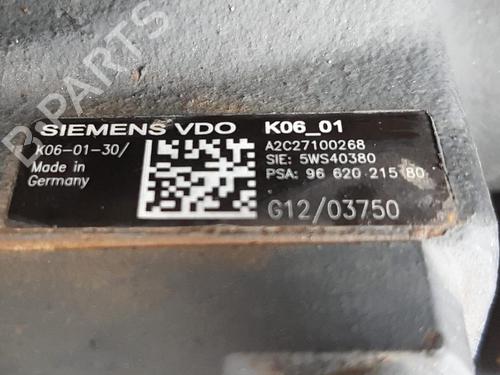 B-PARTS
SIEMENS VDO K06_01
K06-01-30/ A2C27100268
Made in SIE: 5WS40380
Germany PSA: 96 620 215 80
G12/03750